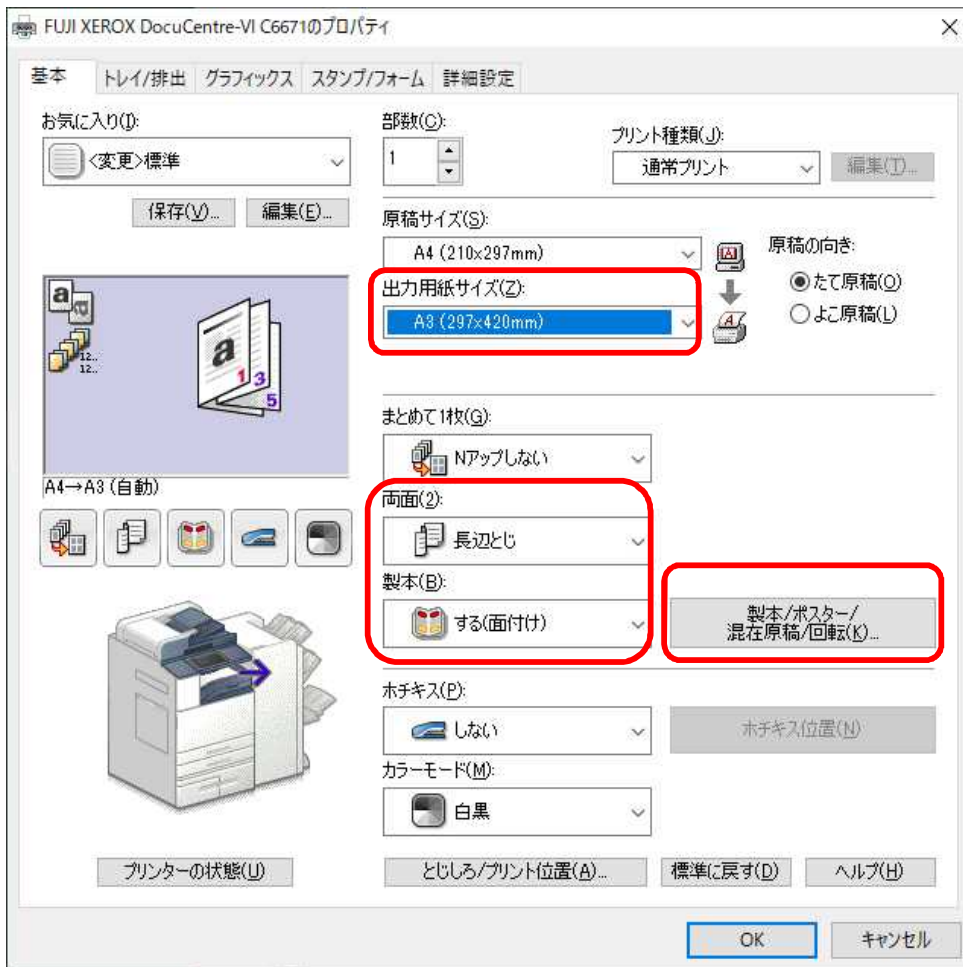 FUJI XEROX DocuCentre-VI C6671のプロパティ
基本 トレイ/排出 グラフィックス スタンプ/フォーム 詳細設定
お気に入り(I):
<変更>標準
保存(V)... 編集(E)...
部数(C):
1
プリント種類(J):
通常プリント
編集(T)...
原稿サイズ(S):
A4 (210x297mm)
出力用紙サイズ(Z):
A3 (297x420mm)
原稿の向き:
たて原稿(O)
よこ原稿(L)
A
A
a
a
12..
12..
a
1
3
5
A4→A3 (自動)
まとめて1枚(G):
Nアップしない
両面(2):
長辺とじ
製本(B):
する(面付け)
製本/ポスター/
混在原稿/回転(K)...
ホチキス(P):
しない
ホチキス位置(N)
カラーモード(M):
白黒
プリンターの状態(U)
とじしろ/プリント位置(A)...
標準に戻す(D)
ヘルプ(H)
OK
キャンセル